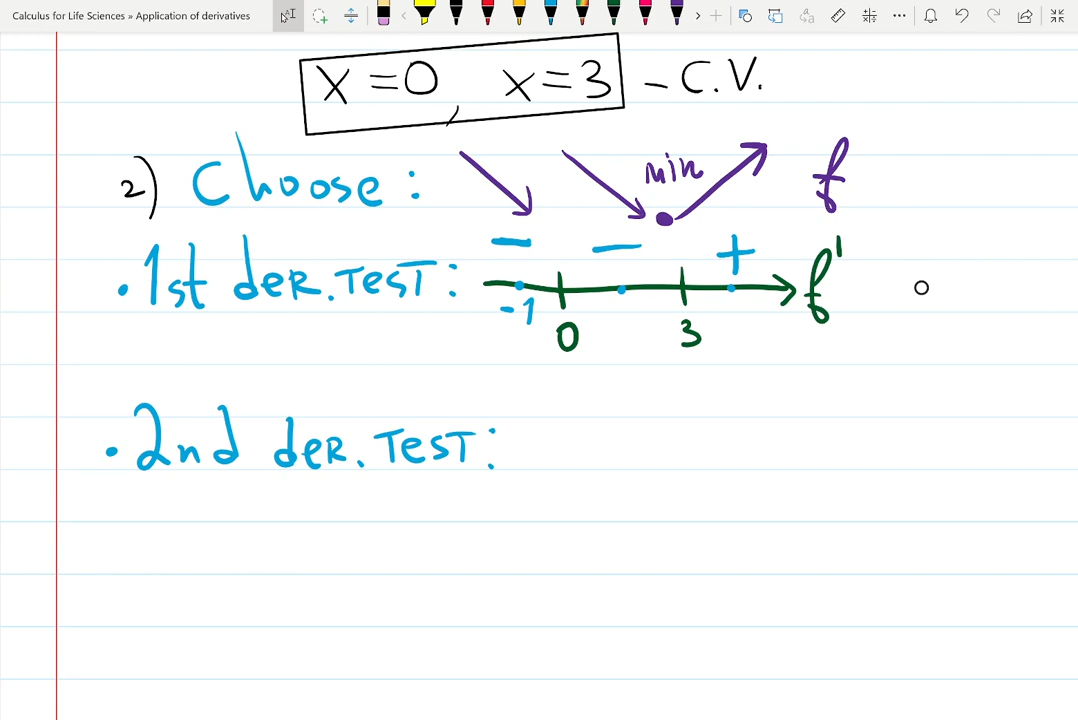 Calculus for Life Sciences » Application of derivatives
x = 0, x = 3 – C.V.
2) Choose: min f
– – +
• 1st der. Test: f'
-1 0 3
• 2nd der. Test: